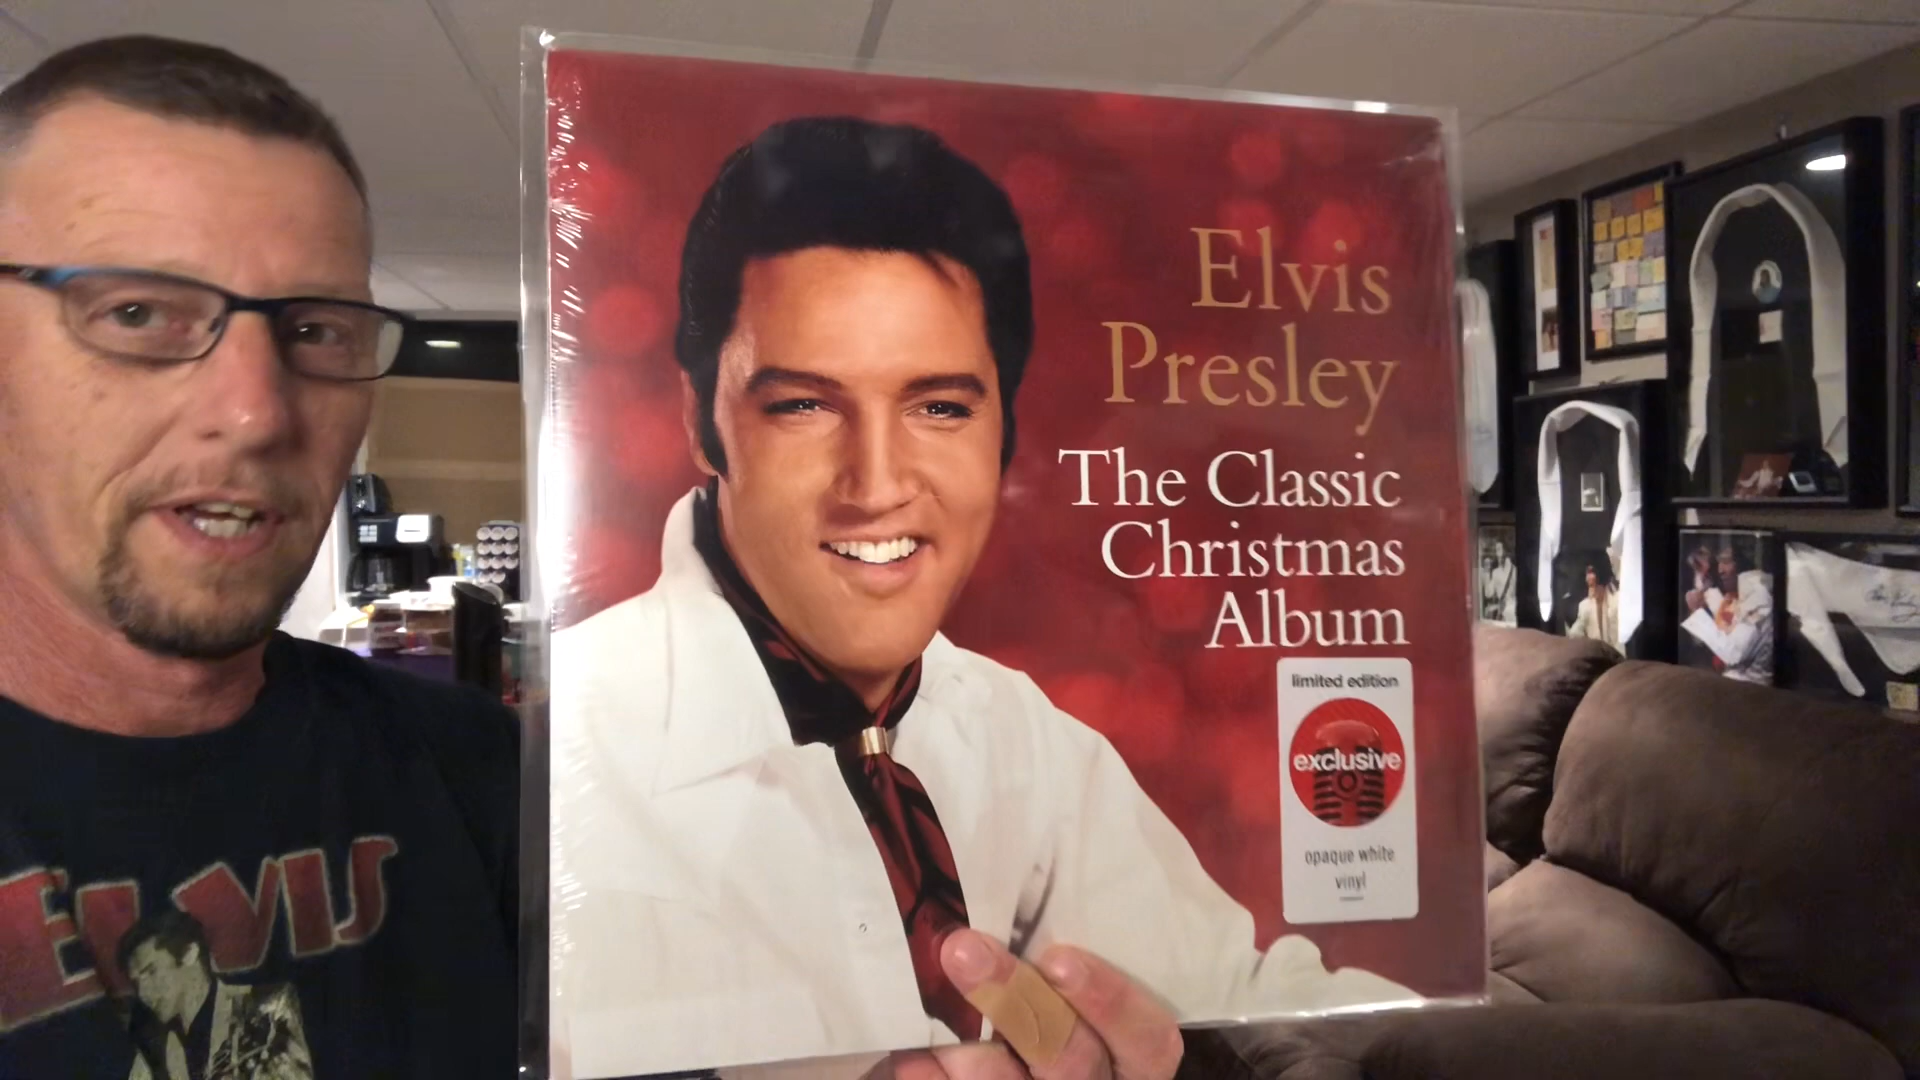 Elvis
Presley
The Classic
Christmas
Album
limited edition
exclusive
opaque white
vinyl
ELVIS